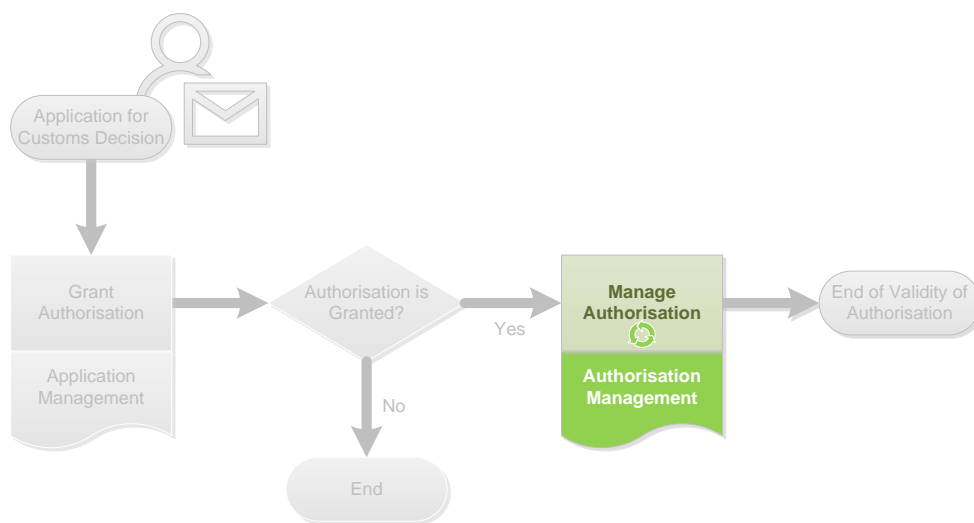 Application for
Customs Decision
Grant
Authorisation
Application
Management
Authorisation is
Granted?
Yes
No
End
Manage
Authorisation
Authorisation
Management
End of Validity of
Authorisation